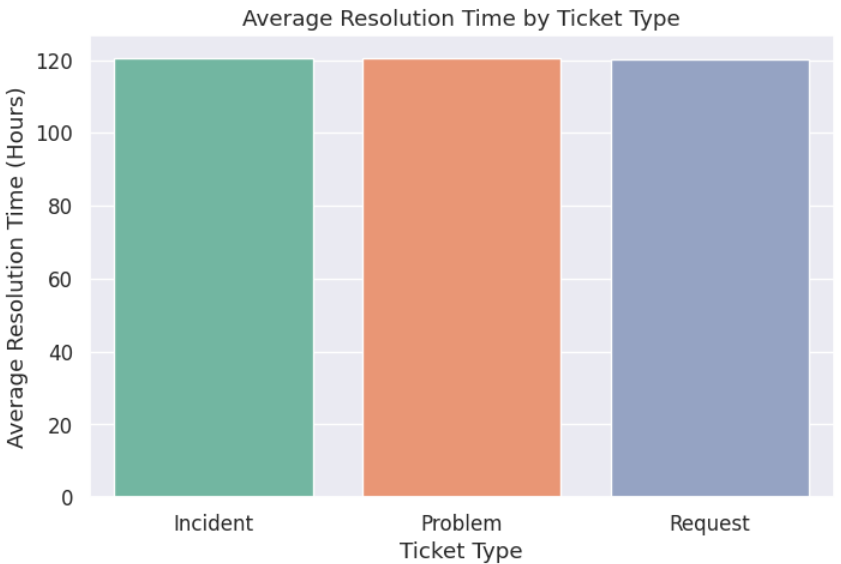 Average Resolution Time by Ticket Type
Average Resolution Time (Hours)
120
100
80
60
40
20
0
Incident
Problem
Request
Ticket Type